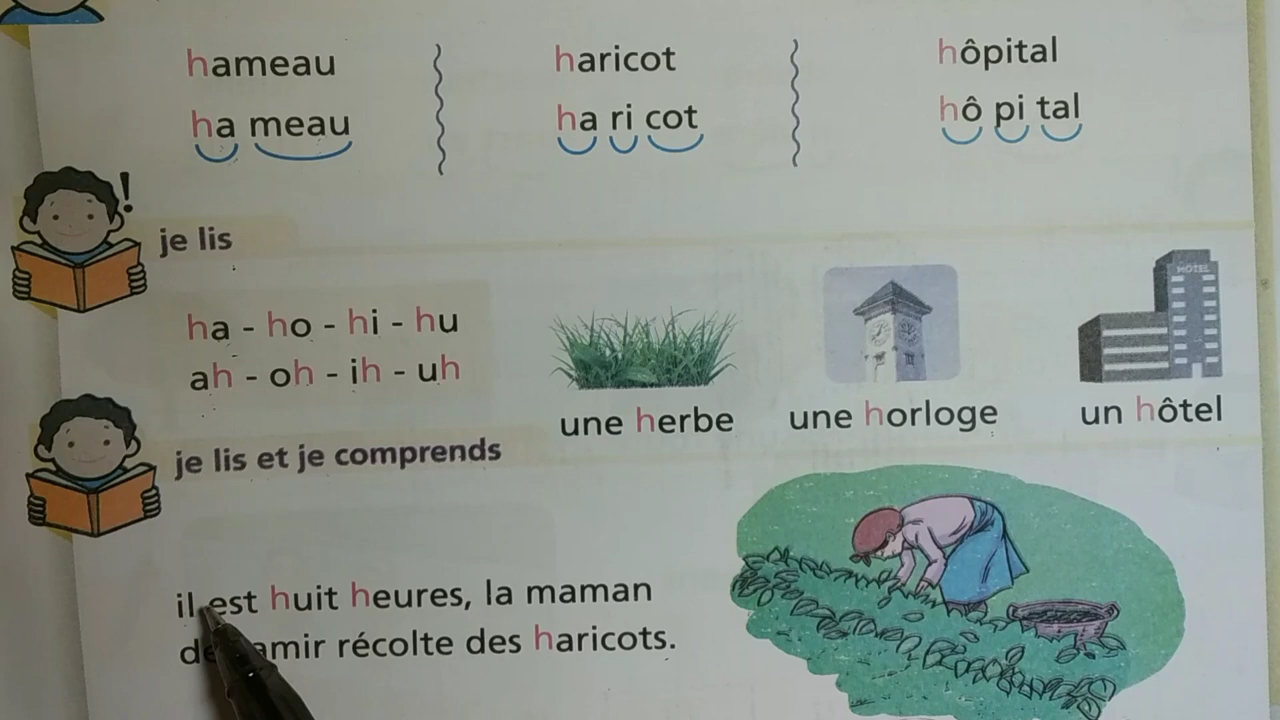 hameau
ha meau
haricot
ha ri cot
hôpital
hô pi tal
je lis
ha - ho - hi - hu
ah - oh - ih - uh
HOTEL
une herbe
une horloge
un hôtel
je lis et je comprends
il est huit heures, la maman
récolte des haricots.